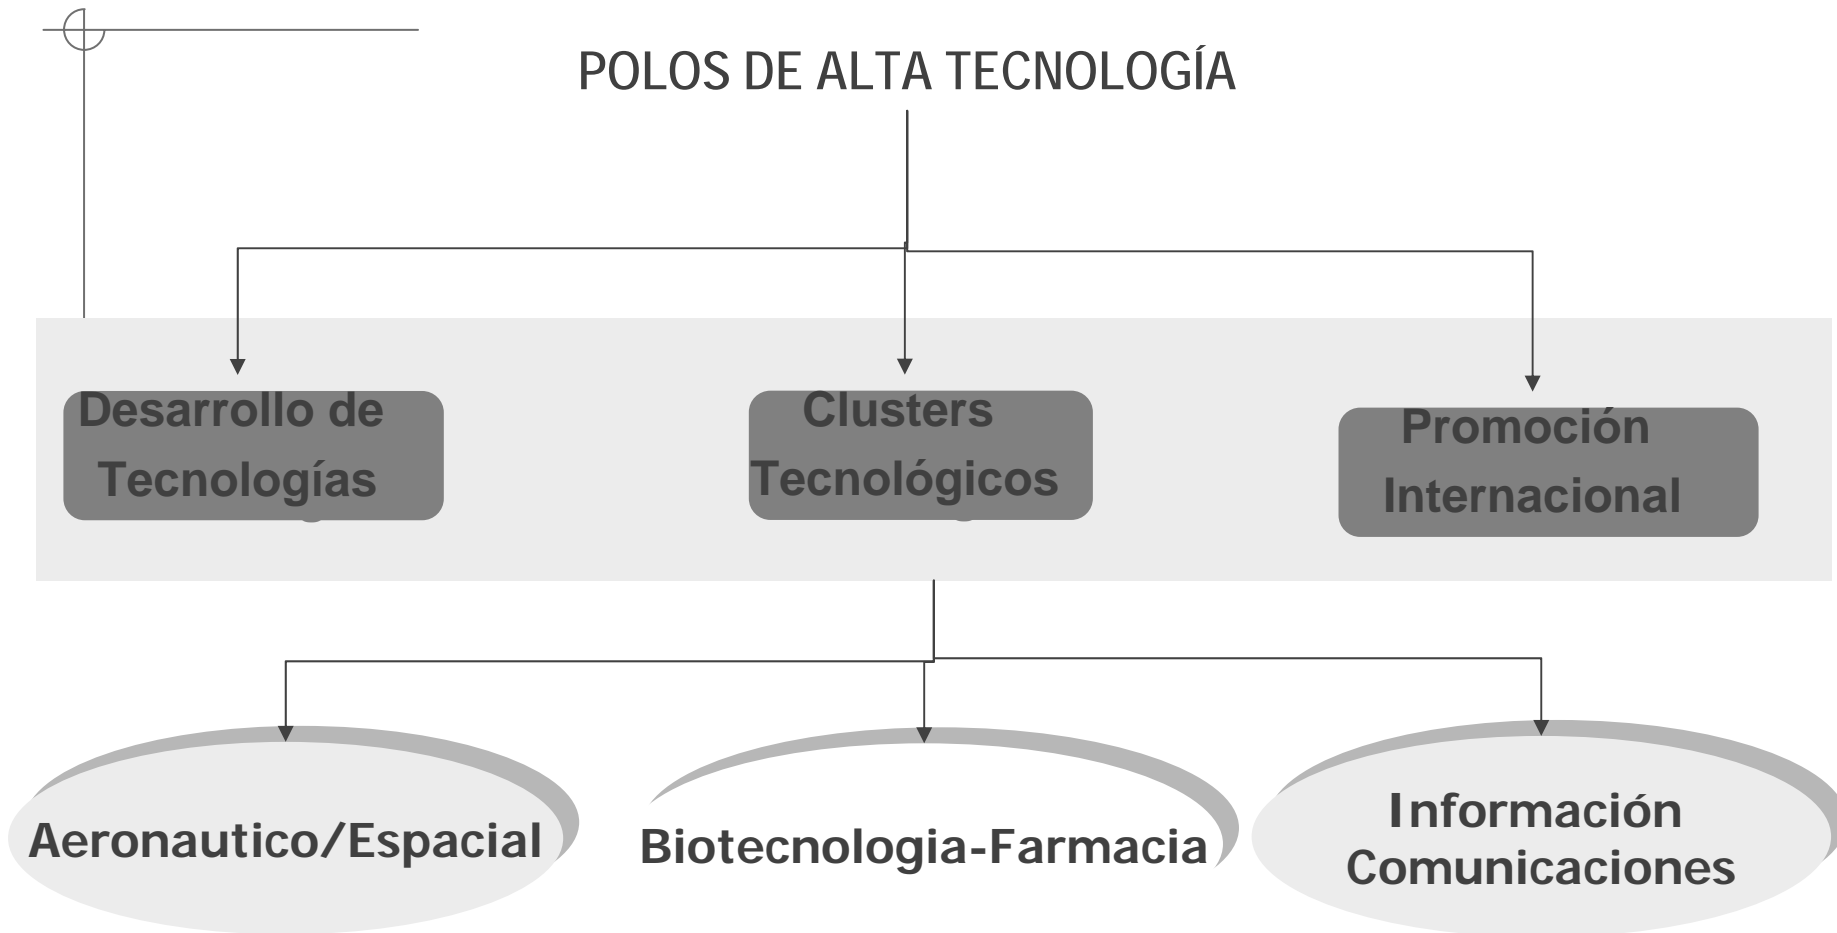 POLOS DE ALTA TECNOLOGÍA
Desarrollo de
Tecnologías
Clusters
Tecnológicos
Promoción
Internacional
Aeronautico/Espacial
Biotecnologia-Farmacia
Información
Comunicaciones